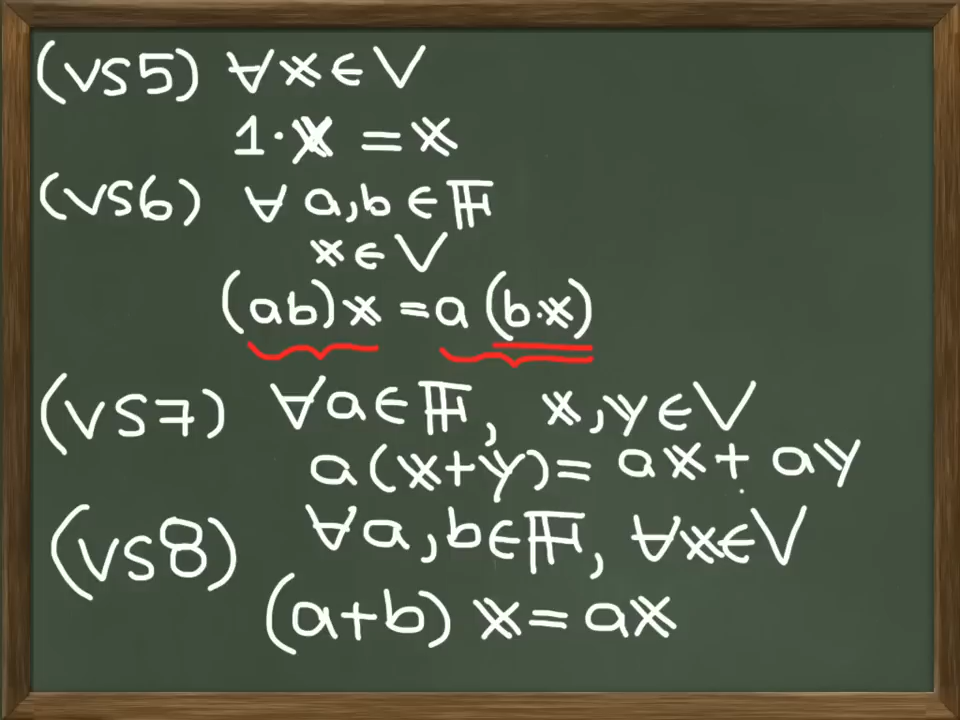 (VS5) ∀𝕩 ∈ V
1·𝕩 = 𝕩
(VS6) ∀ a,b ∈ 𝔽
𝕩 ∈ V
(ab)𝕩 = a (b·𝕩)
(VS7) ∀a ∈ 𝔽, 𝕩,𝕪 ∈ V
a(𝕩+𝕪) = a𝕩 + a𝕪
(VS8) ∀a,b ∈ 𝔽, ∀𝕩 ∈ V
(a+b) 𝕩 = a𝕩